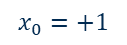 x₀ = +1